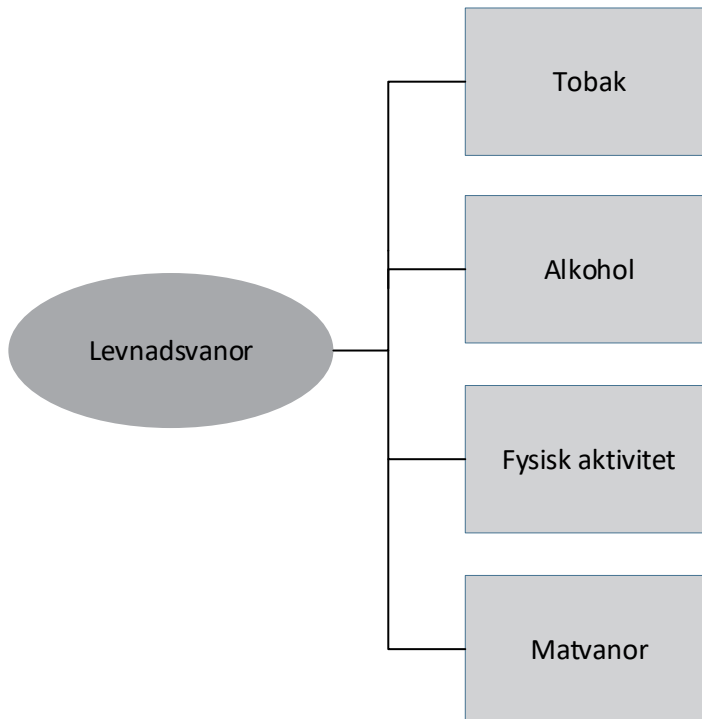 Tobak
Alkohol
Levnadsvanor
Fysisk aktivitet
Matvanor